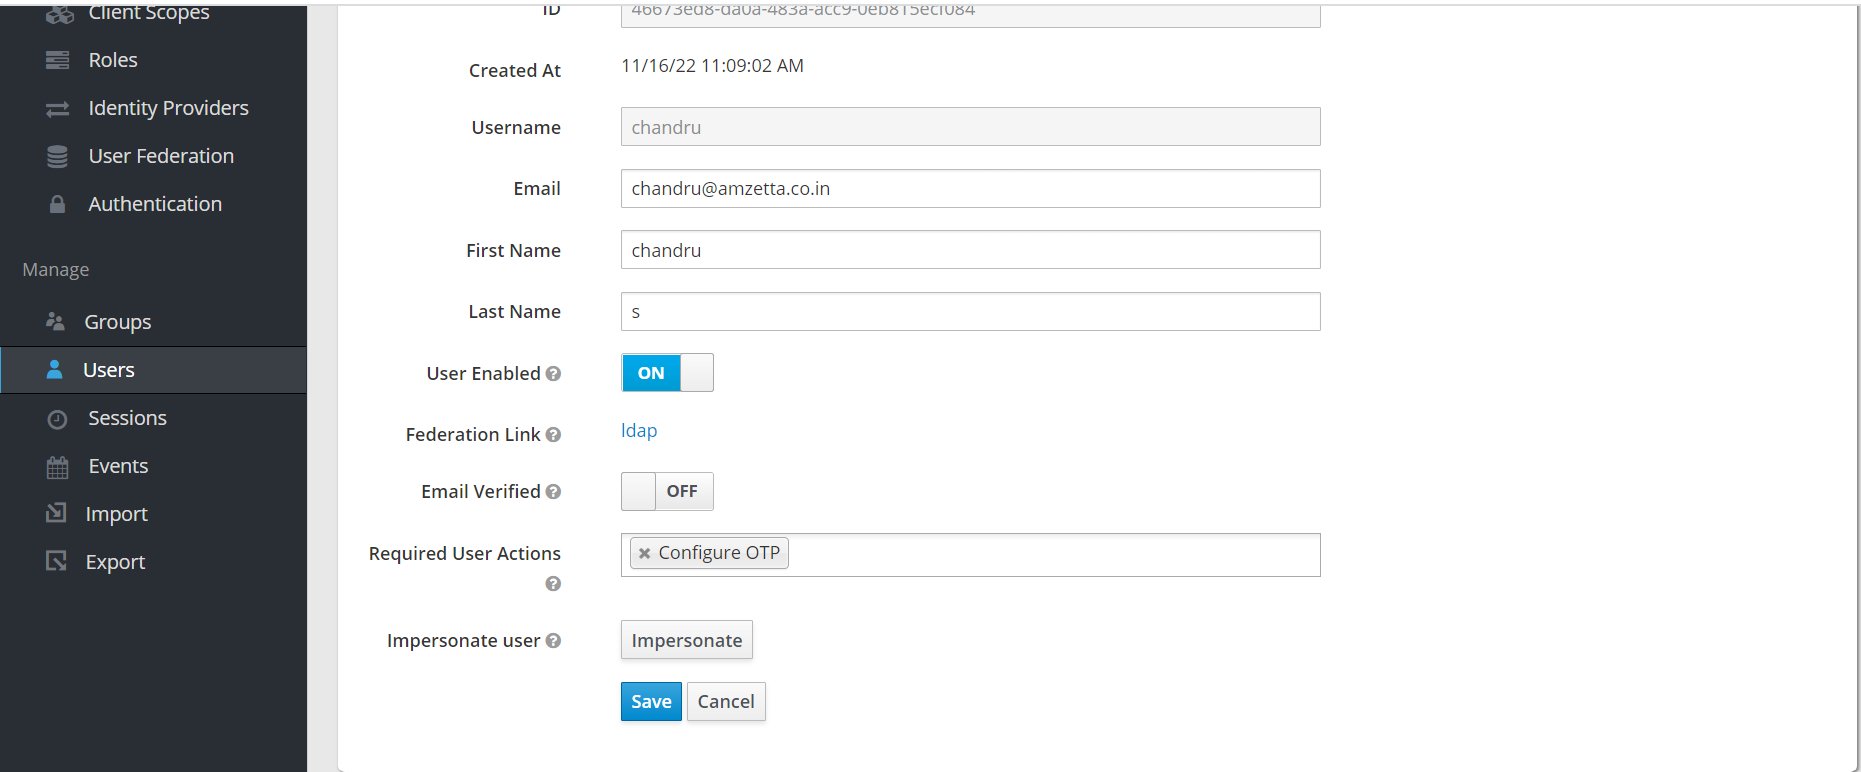 Client Scopes
Roles
Identity Providers
User Federation
Authentication
Manage
Groups
Users
Sessions
Events
Import
Export
ID 46673ed8-da0a-483a-acc9-0eb815ecf084
Created At 11/16/22 11:09:02 AM
Username chandru
Email chandru@amzetta.co.in
First Name chandru
Last Name s
User Enabled ON
Federation Link ldap
Email Verified OFF
Required User Actions Configure OTP
Impersonate user Impersonate
Save Cancel